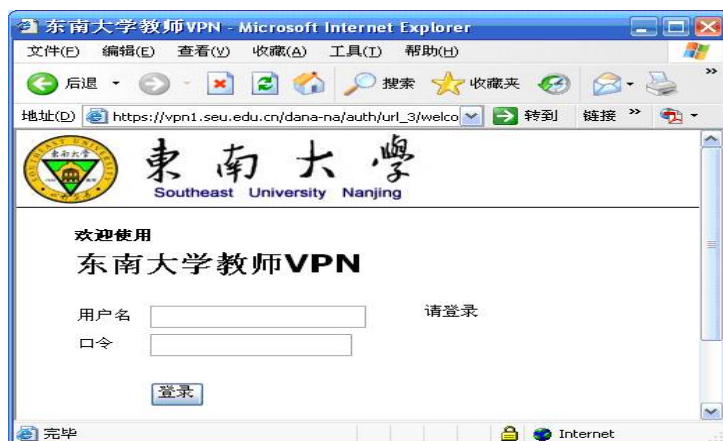 东南大学教师VPN - Microsoft Internet Explorer
文件(F) 编辑(E) 查看(V) 收藏(A) 工具(T) 帮助(H)
后退 搜索 收藏夹 »
地址(D) https://vpn1.seu.edu.cn/dana-na/auth/url_3/welco 转到 链接 »
東南大學
Southeast University Nanjing
欢迎使用
东南大学教师VPN
用户名 请登录
口令
登录
完毕 Internet